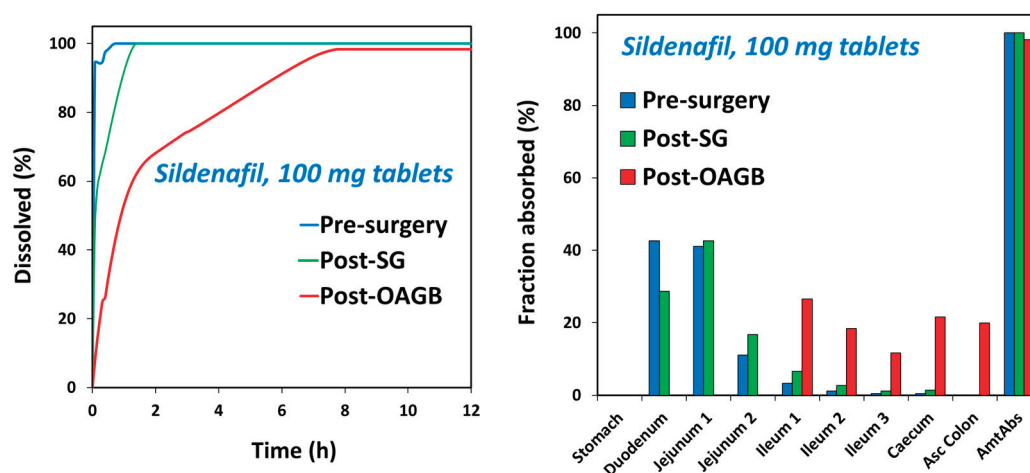 100
80
60
40
20
0
Dissolved (%)
Sildenafil, 100 mg tablets
Pre-surgery
Post-SG
Post-OAGB
0 2 4 6 8 10 12
Time (h)
100
80
60
40
20
0
Fraction absorbed (%)
Sildenafil, 100 mg tablets
Pre-surgery
Post-SG
Post-OAGB
Stomach
Duodenum
Jejunum 1
Jejunum 2
Ileum 1
Ileum 2
Ileum 3
Caecum
Asc Colon
AmtAbs